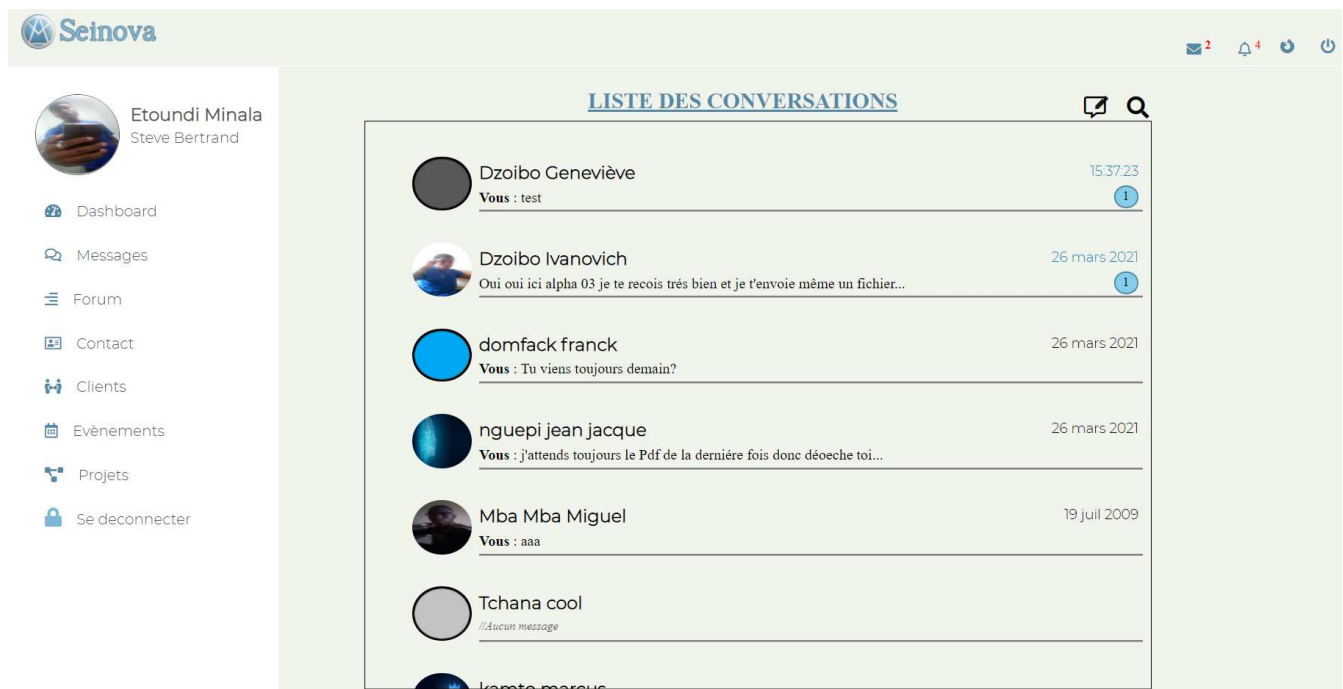 Seinova
2
4
Etoundi Minala
Steve Bertrand
Dashboard
Messages
Forum
Contact
Clients
Evènements
Projets
Se deconnecter
LISTE DES CONVERSATIONS
Dzoibo Geneviève
15:37:23
Vous : test
1
Dzoibo Ivanovich
26 mars 2021
Oui oui ici alpha 03 je te recois trés bien et je t'envoie même un fichier...
1
domfack franck
26 mars 2021
Vous : Tu viens toujours demain?
nguepi jean jacque
26 mars 2021
Vous : j'attends toujours le Pdf de la derniére fois donc déoeche toi...
Mba Mba Miguel
19 juil 2009
Vous : aaa
Tchana cool
//Aucun message
kamto marcus